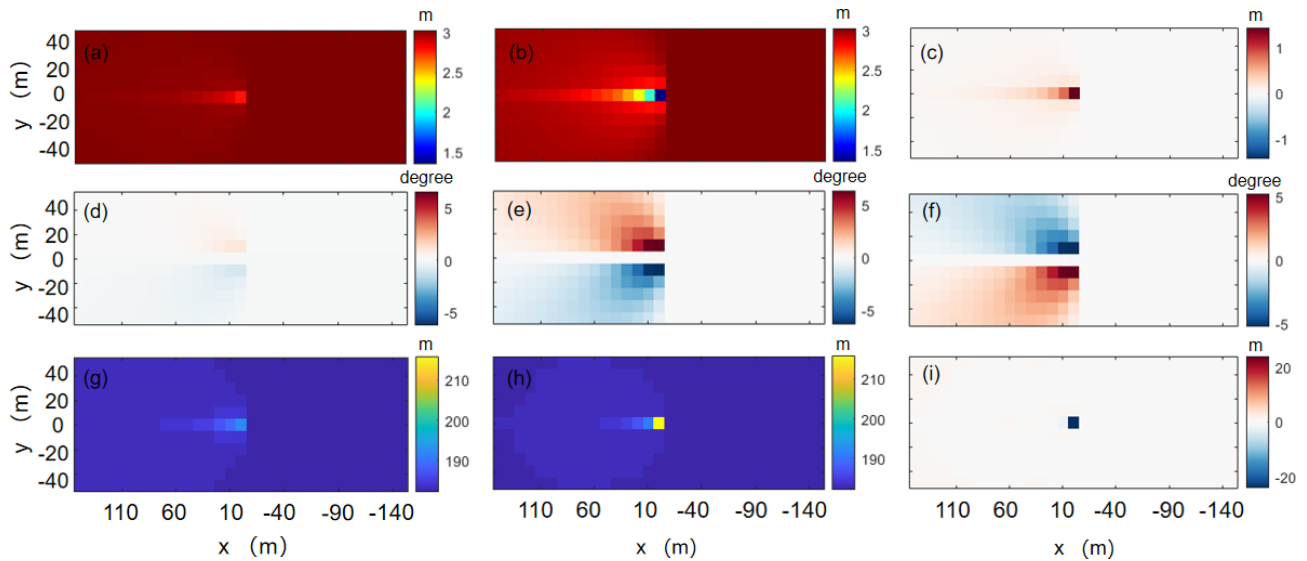 m m m
(a) (b) (c)
40 20 0 -20 -40
y (m)
3 2.5 2 1.5
3 2.5 2 1.5
1 0 -1
degree degree degree
(d) (e) (f)
40 20 0 -20 -40
y (m)
5 0 -5
5 0 -5
5 0 -5
m m m
(g) (h) (i)
40 20 0 -20 -40
y (m)
210 200 190
210 200 190
20 10 0 -10 -20
110 60 10 -40 -90 -140
110 60 10 -40 -90 -140
110 60 10 -40 -90 -140
x (m) x (m) x (m)